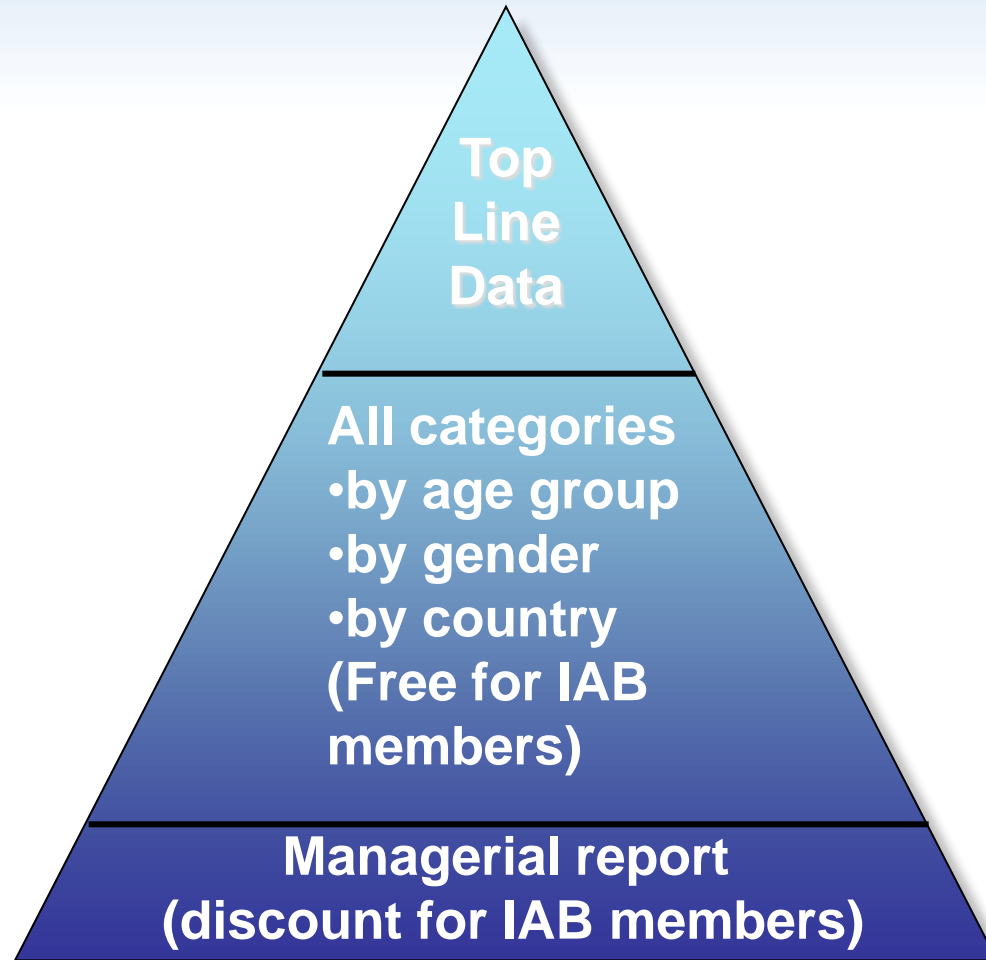 Top
Line
Data
All categories
•by age group
•by gender
•by country
(Free for IAB
members)
Managerial report
(discount for IAB members)